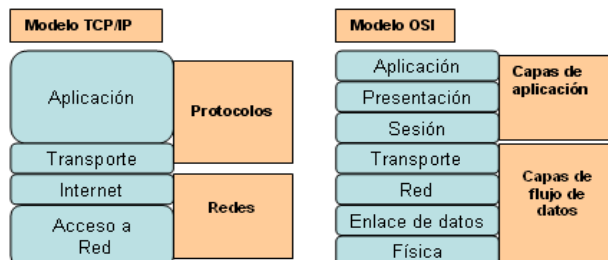 Modelo TCP/IP
Aplicación
Transporte
Internet
Acceso a
Red
Protocolos
Redes
Modelo OSI
Aplicación
Presentación
Sesión
Transporte
Red
Enlace de datos
Física
Capas de
aplicación
Capas de
flujo de
datos